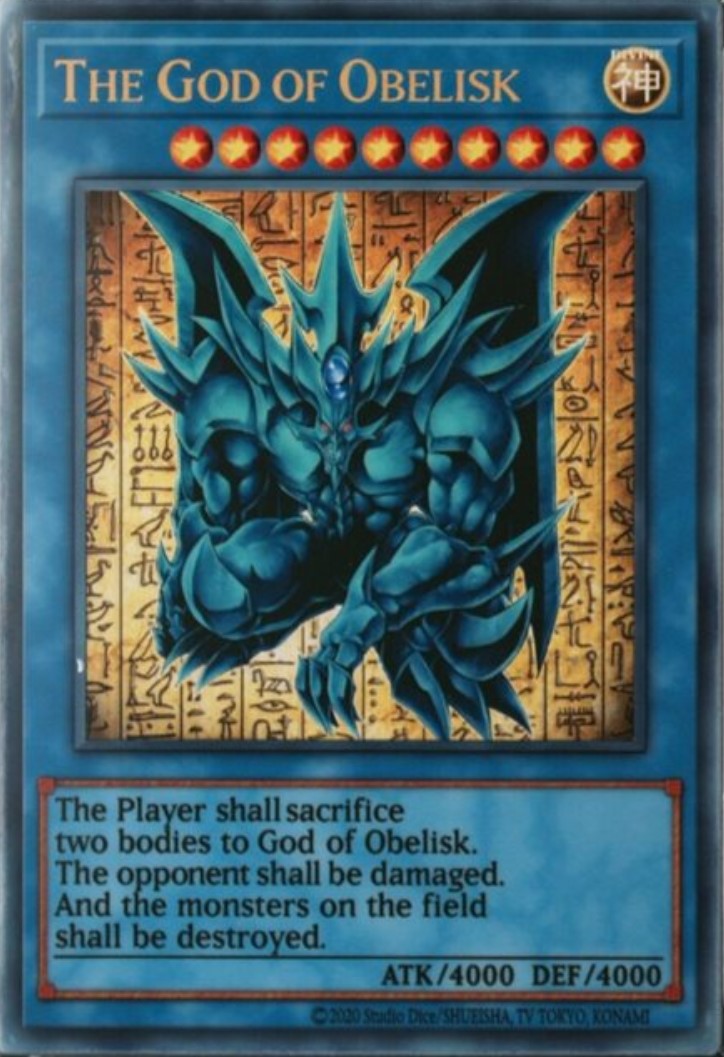 THE GOD OF OBELISK
DIVINE
神
The Player shall sacrifice
two bodies to God of Obelisk.
The opponent shall be damaged.
And the monsters on the field
shall be destroyed.
ATK/4000 DEF/4000
©2020 Studio Dice/SHUEISHA, TV TOKYO, KONAMI